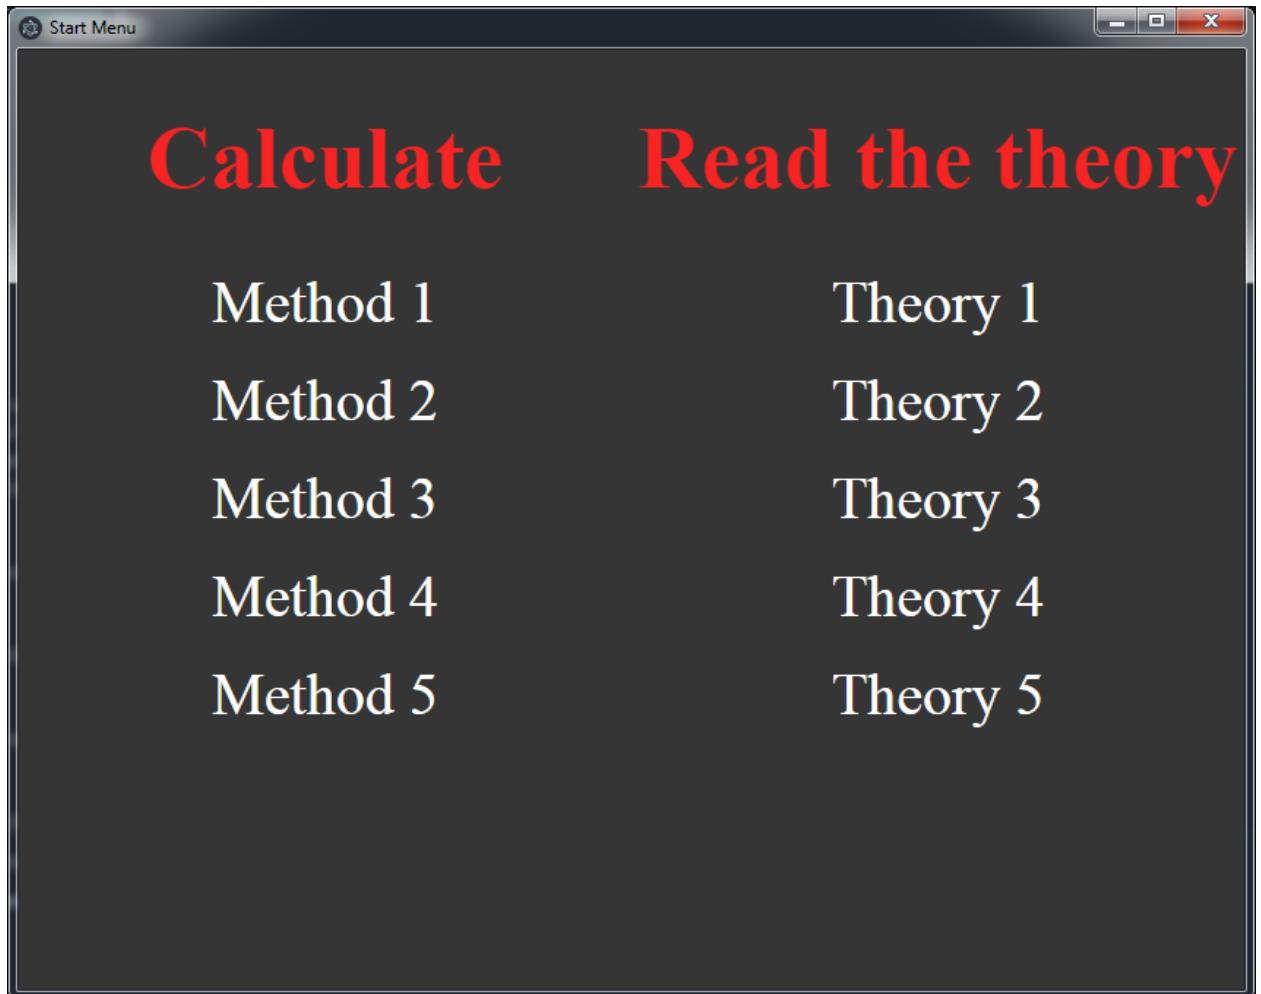 Start Menu
Calculate Read the theory
Method 1 Theory 1
Method 2 Theory 2
Method 3 Theory 3
Method 4 Theory 4
Method 5 Theory 5